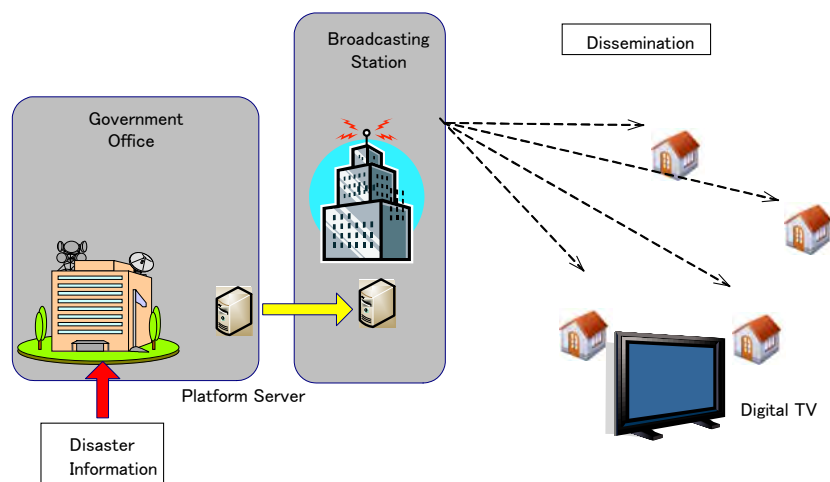 Broadcasting
Station
Dissemination
Government
Office
Platform Server
Digital TV
Disaster
Information